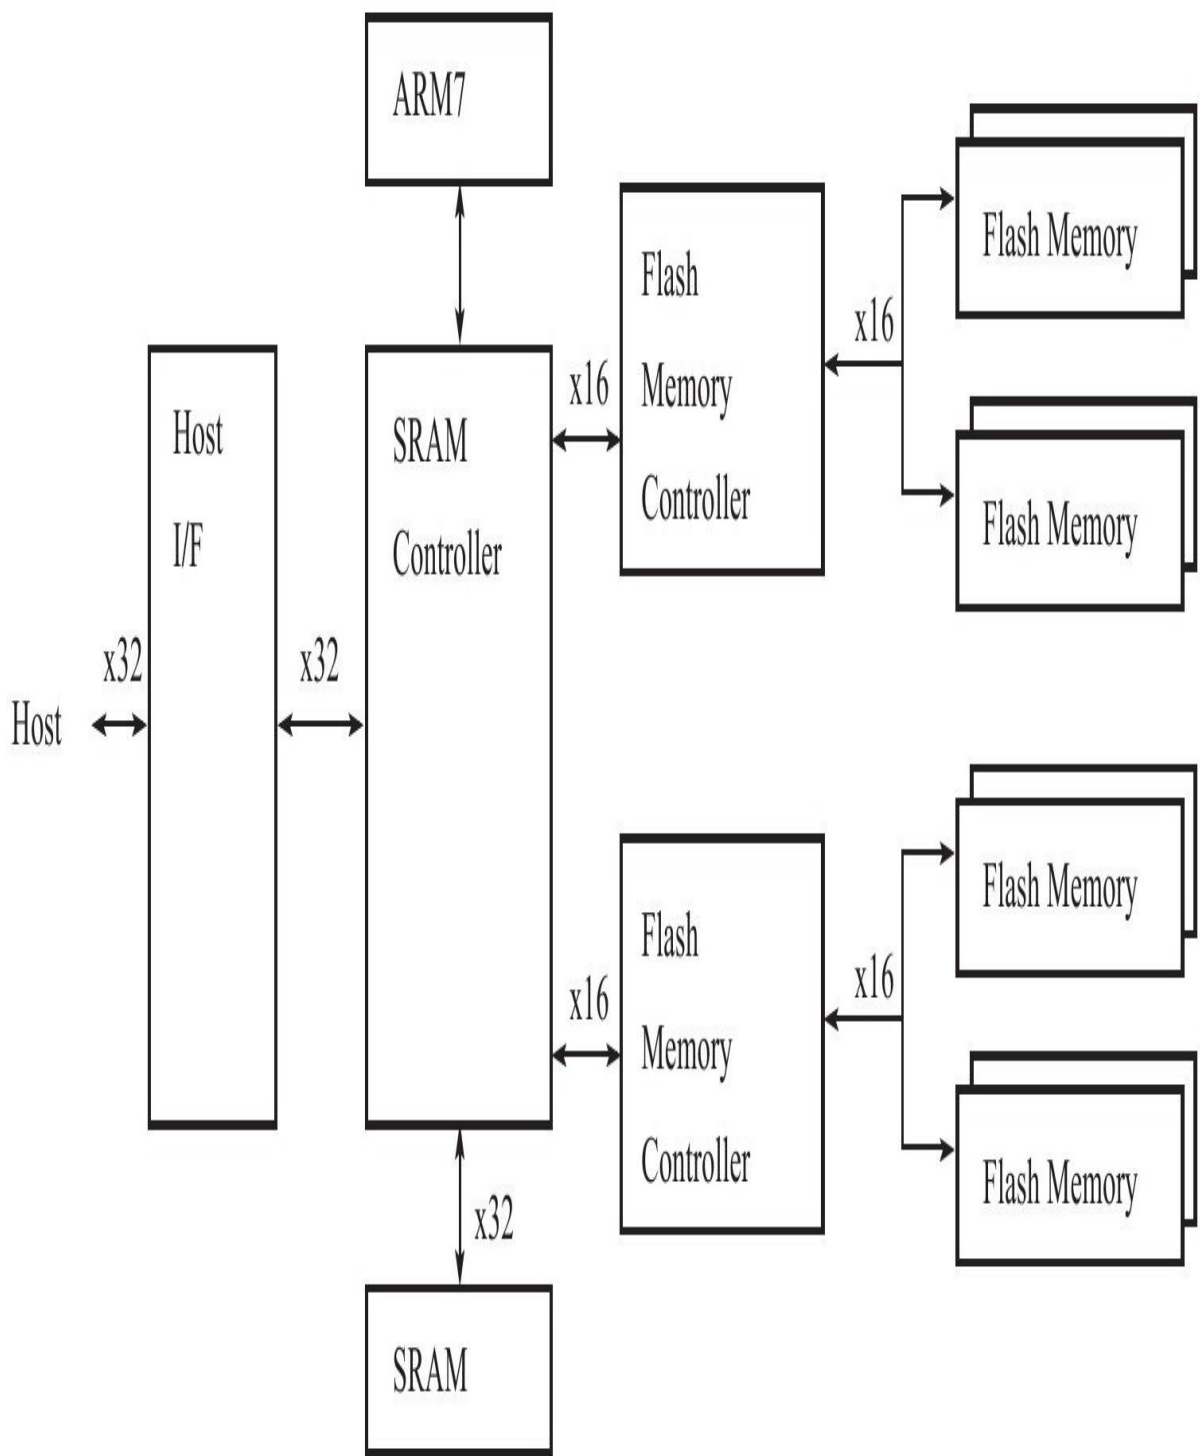 ARM7
Flash
Memory
Controller
x16
x16
Flash Memory
Flash Memory
Host
I/F
SRAM
Controller
x32
x32
Host
Flash
Memory
Controller
x16
x16
Flash Memory
Flash Memory
x32
SRAM